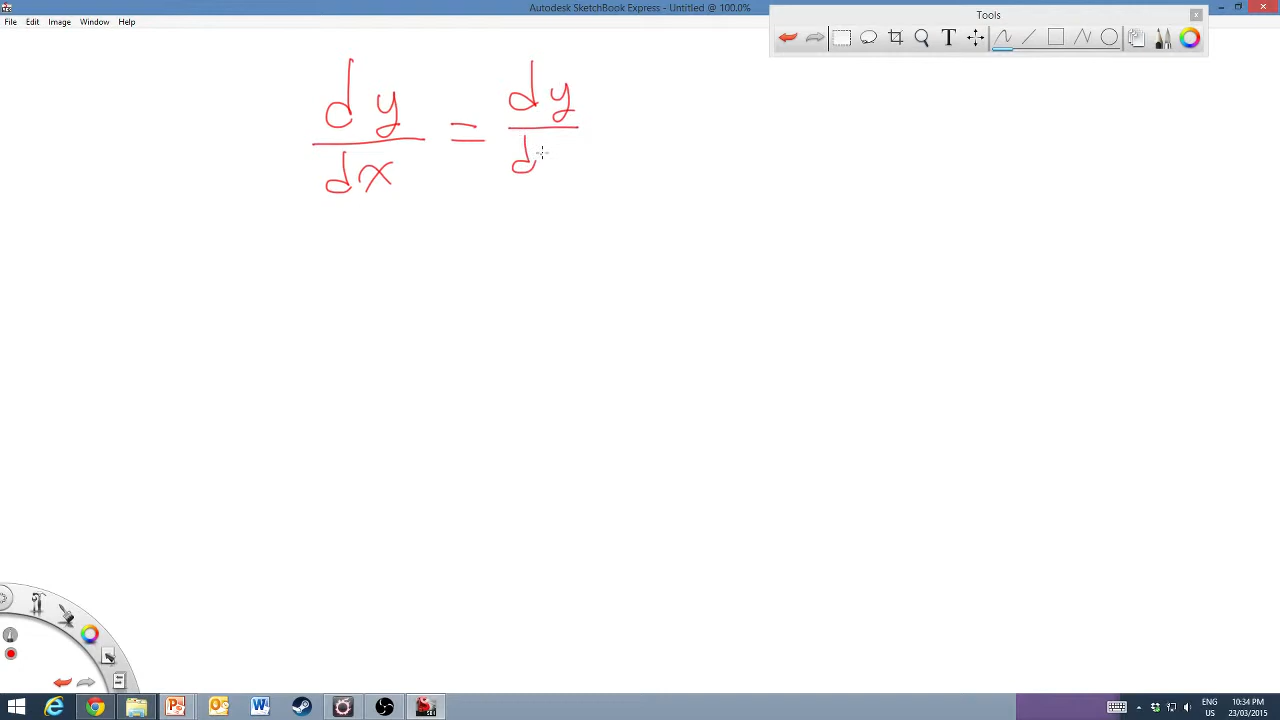 Autodesk SketchBook Express - Untitled @ 100.0%
File Edit Image Window Help
Tools
T
dy/dx = dy/d
ENG
10:34 PM
US
23/03/2015